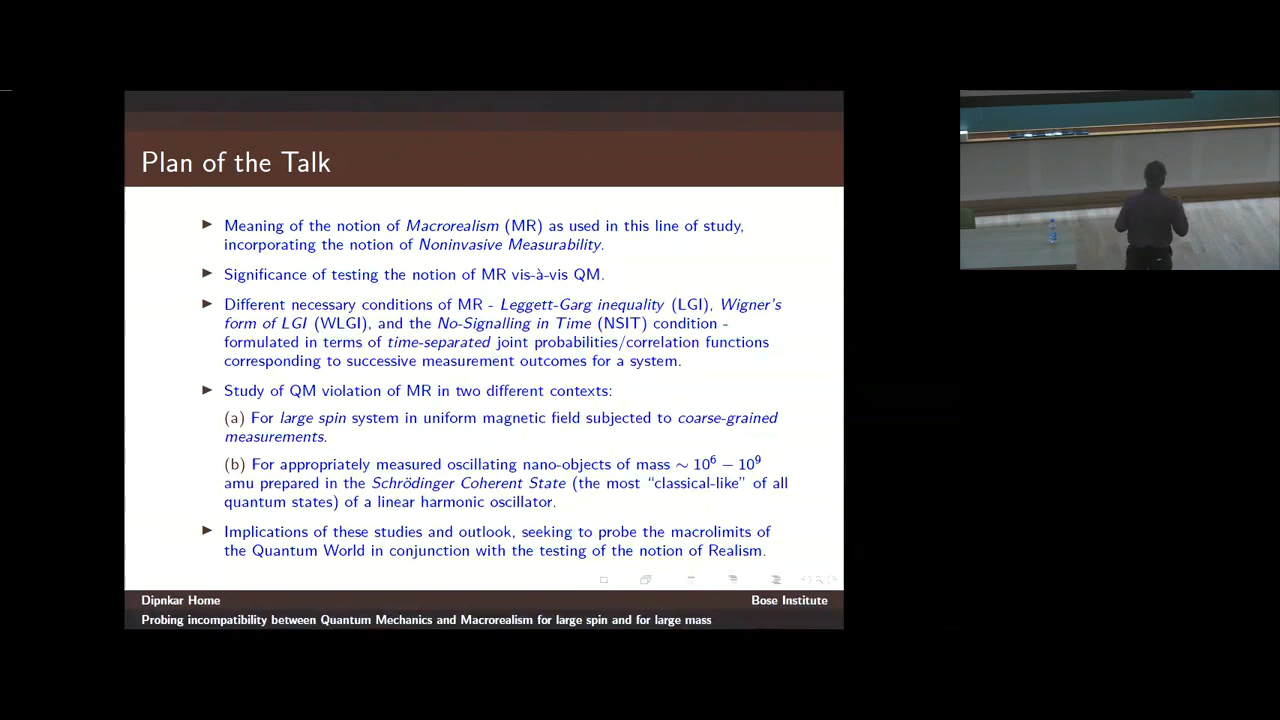 Plan of the Talk
▶ Meaning of the notion of Macrorealism (MR) as used in this line of study,
incorporating the notion of Noninvasive Measurability.
▶ Significance of testing the notion of MR vis-à-vis QM.
▶ Different necessary conditions of MR - Leggett-Garg inequality (LGI), Wigner's
form of LGI (WLGI), and the No-Signalling in Time (NSIT) condition -
formulated in terms of time-separated joint probabilities/correlation functions
corresponding to successive measurement outcomes for a system.
▶ Study of QM violation of MR in two different contexts:
(a) For large spin system in uniform magnetic field subjected to coarse-grained
measurements.
(b) For appropriately measured oscillating nano-objects of mass ∼ 10⁶ − 10⁹
amu prepared in the Schrödinger Coherent State (the most "classical-like" of all
quantum states) of a linear harmonic oscillator.
▶ Implications of these studies and outlook, seeking to probe the macrolimits of
the Quantum World in conjunction with the testing of the notion of Realism.
Dipnkar Home Bose Institute
Probing incompatibility between Quantum Mechanics and Macrorealism for large spin and for large mass